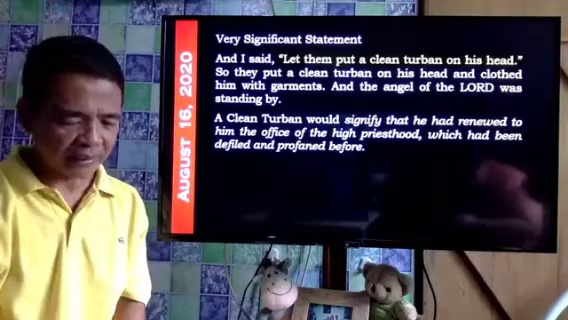 AUGUST 16, 2020
Very Significant Statement
And I said, “Let them put a clean turban on his head.”
So they put a clean turban on his head and clothed
him with garments. And the angel of the LORD was
standing by.
A Clean Turban would signify that he had renewed to
him the office of the high priesthood, which had been
defiled and profaned before.